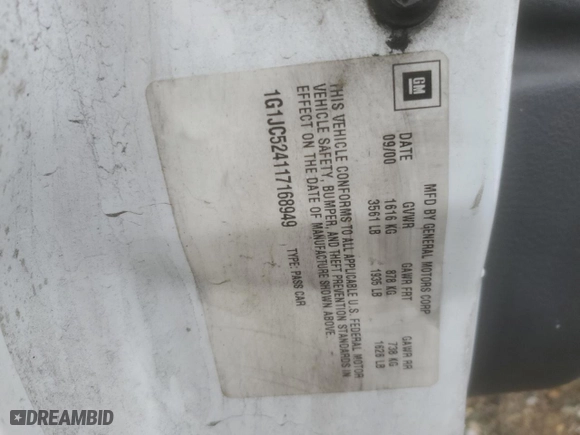 GM
MFD BY GENERAL MOTORS CORP
DATE GVWR GAWR FRT GAWR RR
09/00 1616 KG 878 KG 738 KG
3561 LB 1935 LB 1626 LB
THIS VEHICLE CONFORMS TO ALL APPLICABLE U.S. FEDERAL MOTOR
VEHICLE SAFETY, BUMPER, AND THEFT PREVENTION STANDARDS IN
EFFECT ON THE DATE OF MANUFACTURE SHOWN ABOVE.
1G1JC524117168949 TYPE: PASS CAR
DREAMBID